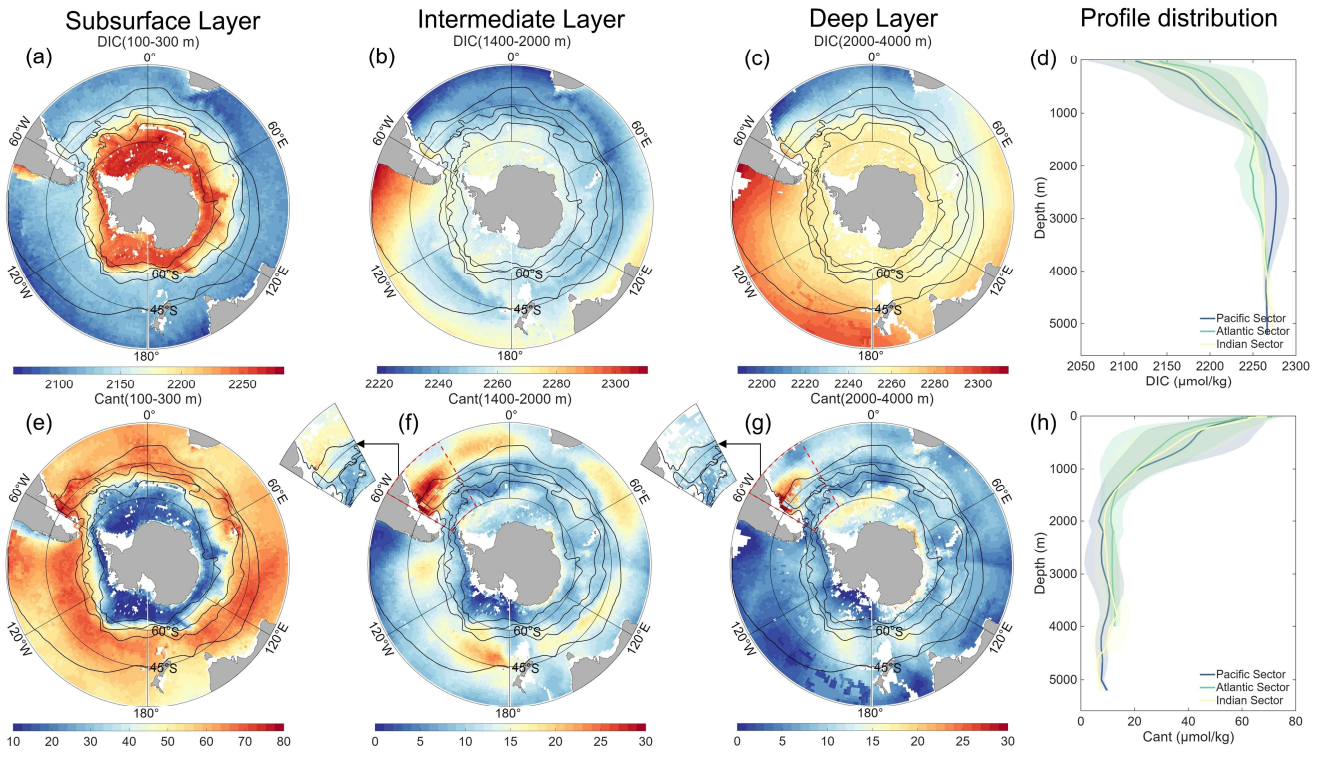 Subsurface Layer
Intermediate Layer
Deep Layer
Profile distribution
(a)
DIC(100-300 m)
0°
60°E
120°E
180°
120°W
60°W
60°S
45°S
2100 2150 2200 2250
(b)
DIC(1400-2000 m)
0°
60°E
120°E
180°
120°W
60°W
60°S
45°S
2220 2240 2260 2280 2300
(c)
DIC(2000-4000 m)
0°
60°E
120°E
180°
120°W
60°W
60°S
45°S
2200 2220 2240 2260 2280 2300
(d)
0
1000
2000
3000
4000
5000
Depth (m)
Pacific Sector
Atlantic Sector
Indian Sector
2050 2100 2150 2200 2250 2300
DIC (μmol/kg)
(e)
Cant(100-300 m)
0°
60°E
120°E
180°
120°W
60°W
60°S
45°S
10 20 30 40 50 60 70 80
(f)
Cant(1400-2000 m)
0°
60°E
120°E
180°
120°W
60°W
60°S
45°S
0 5 10 15 20 25 30
(g)
Cant(2000-4000 m)
0°
60°E
120°E
180°
120°W
60°W
60°S
45°S
0 5 10 15 20 25 30
(h)
0
1000
2000
3000
4000
5000
Depth (m)
Pacific Sector
Atlantic Sector
Indian Sector
0 20 40 60 80
Cant (μmol/kg)